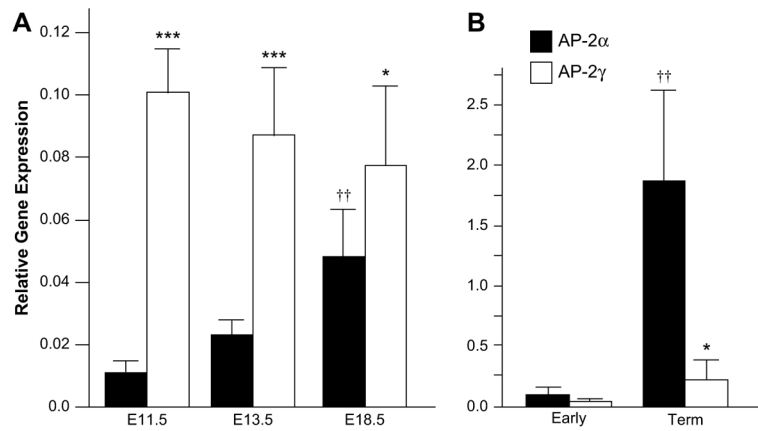 A
B
AP-2α
AP-2γ
Relative Gene Expression
0.12
0.10
0.08
0.06
0.04
0.02
0.0
***
***
††
*
E11.5
E13.5
E18.5
2.5
2.0
1.5
1.0
0.5
0.0
††
*
Early
Term